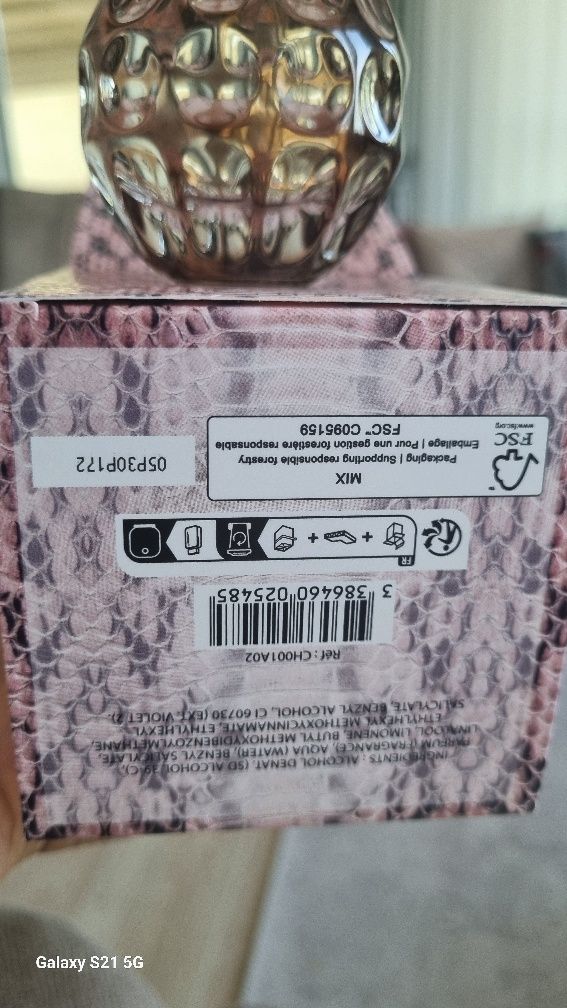 INGREDIENTS : ALCOHOL DENAT. (SD ALCOHOL 39-C),
PARFUM (FRAGRANCE), AQUA (WATER), BENZYL SALICYLATE,
LINALOOL, LIMONENE, BUTYL METHOXYDIBENZOYLMETHANE,
ETHYLHEXYL METHOXYCINNAMATE, ETHYLHEXYL
SALICYLATE, BENZYL ALCOHOL, CI 60730 (EXT. VIOLET 2).
Réf : CH001A02
3 386460 025485
FR
MIX
Packaging | Supporting responsible forestry
Emballage | Pour une gestion forestière responsable
FSC™ C095159
FSC
www.fsc.org
05P30P172
Galaxy S21 5G